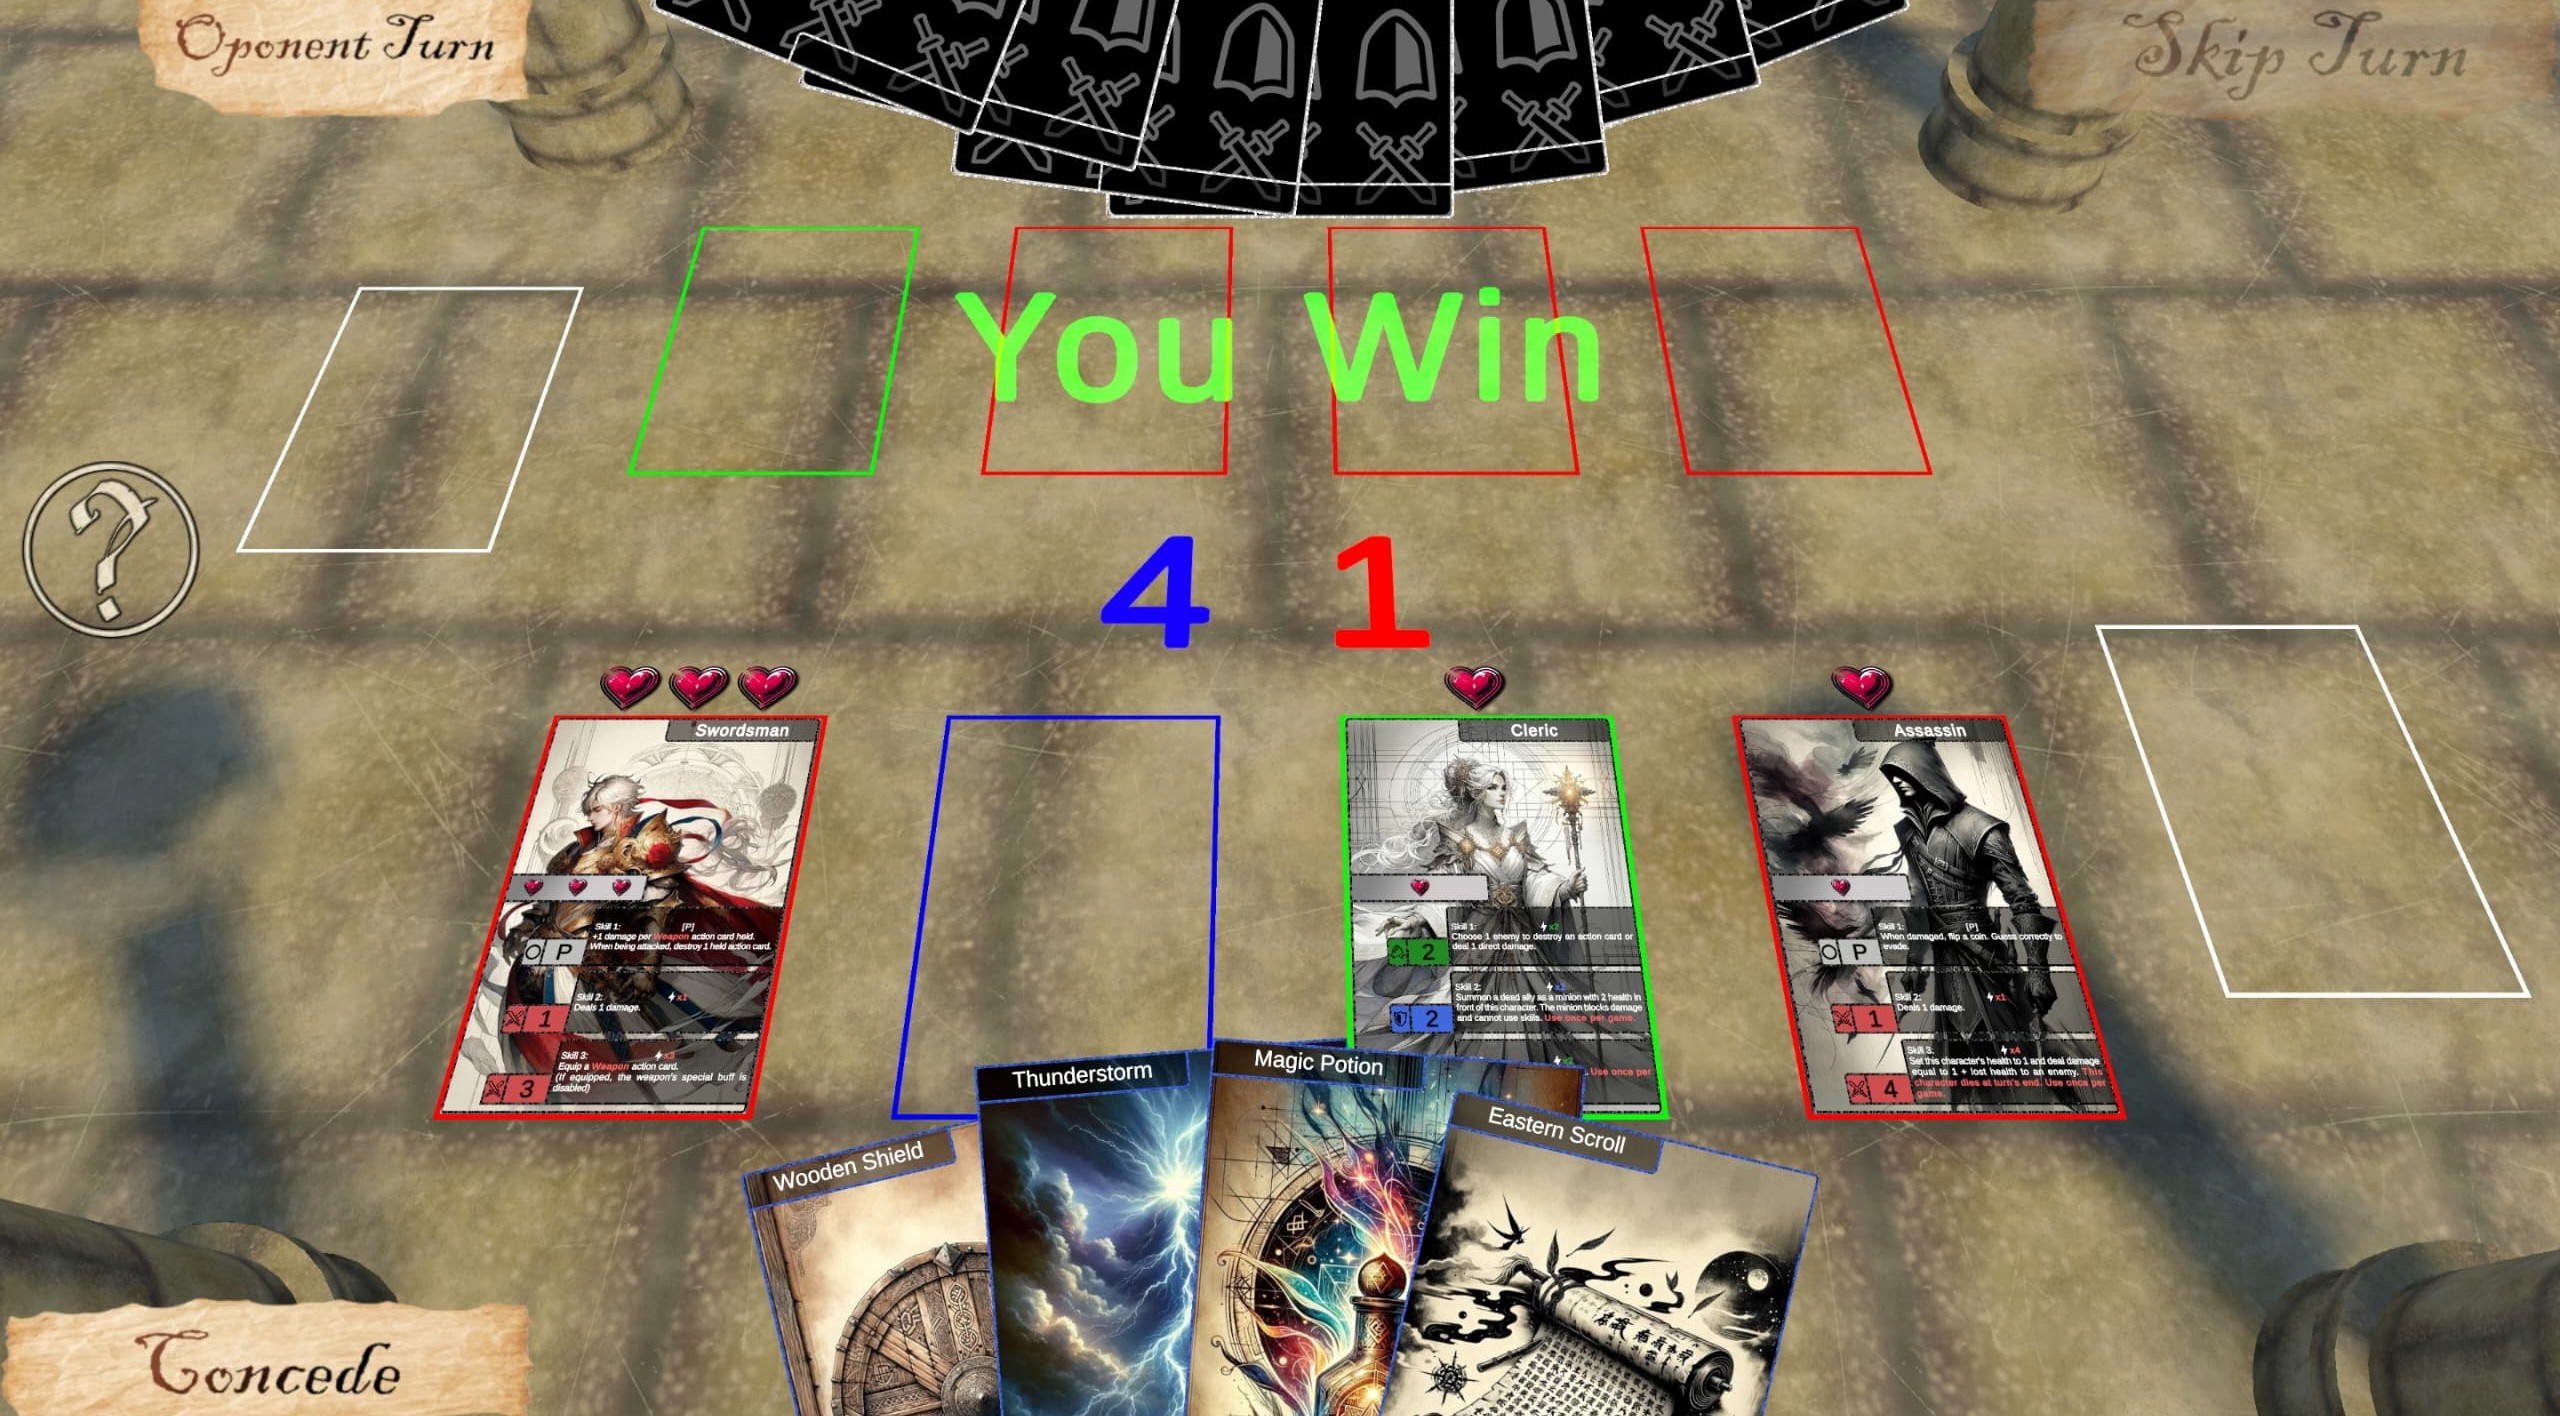 Oponent Turn
Skip Turn
You Win
4 1
Swordsman
Skill 1: [P]
+1 damage per Weapon action card held.
When being attacked, destroy 1 held action card.
P
Skill 2: x1
Deals 1 damage.
1
Skill 3: x3
Equip a Weapon action card.
(If equipped, the weapon's special buff is
disabled)
3
Cleric
Skill 1: x2
Choose 1 enemy to destroy an action card or
deal 1 direct damage.
2
Skill 2: x2
Summon a dead ally as a minion with 2 health in
front of this character. The minion blocks damage
and cannot use skills. Use once per game.
2
x2
Use once per
Assassin
Skill 1: [P]
When damaged, flip a coin. Guess correctly to
evade.
P
Skill 2: x1
Deals 1 damage.
1
Skill 3: x4
Set this character's health to 1 and deal damage
equal to 1 + lost health to an enemy. This
character dies at turn's end. Use once per
game.
4
Wooden Shield
Thunderstorm
Magic Potion
Eastern Scroll
Concede